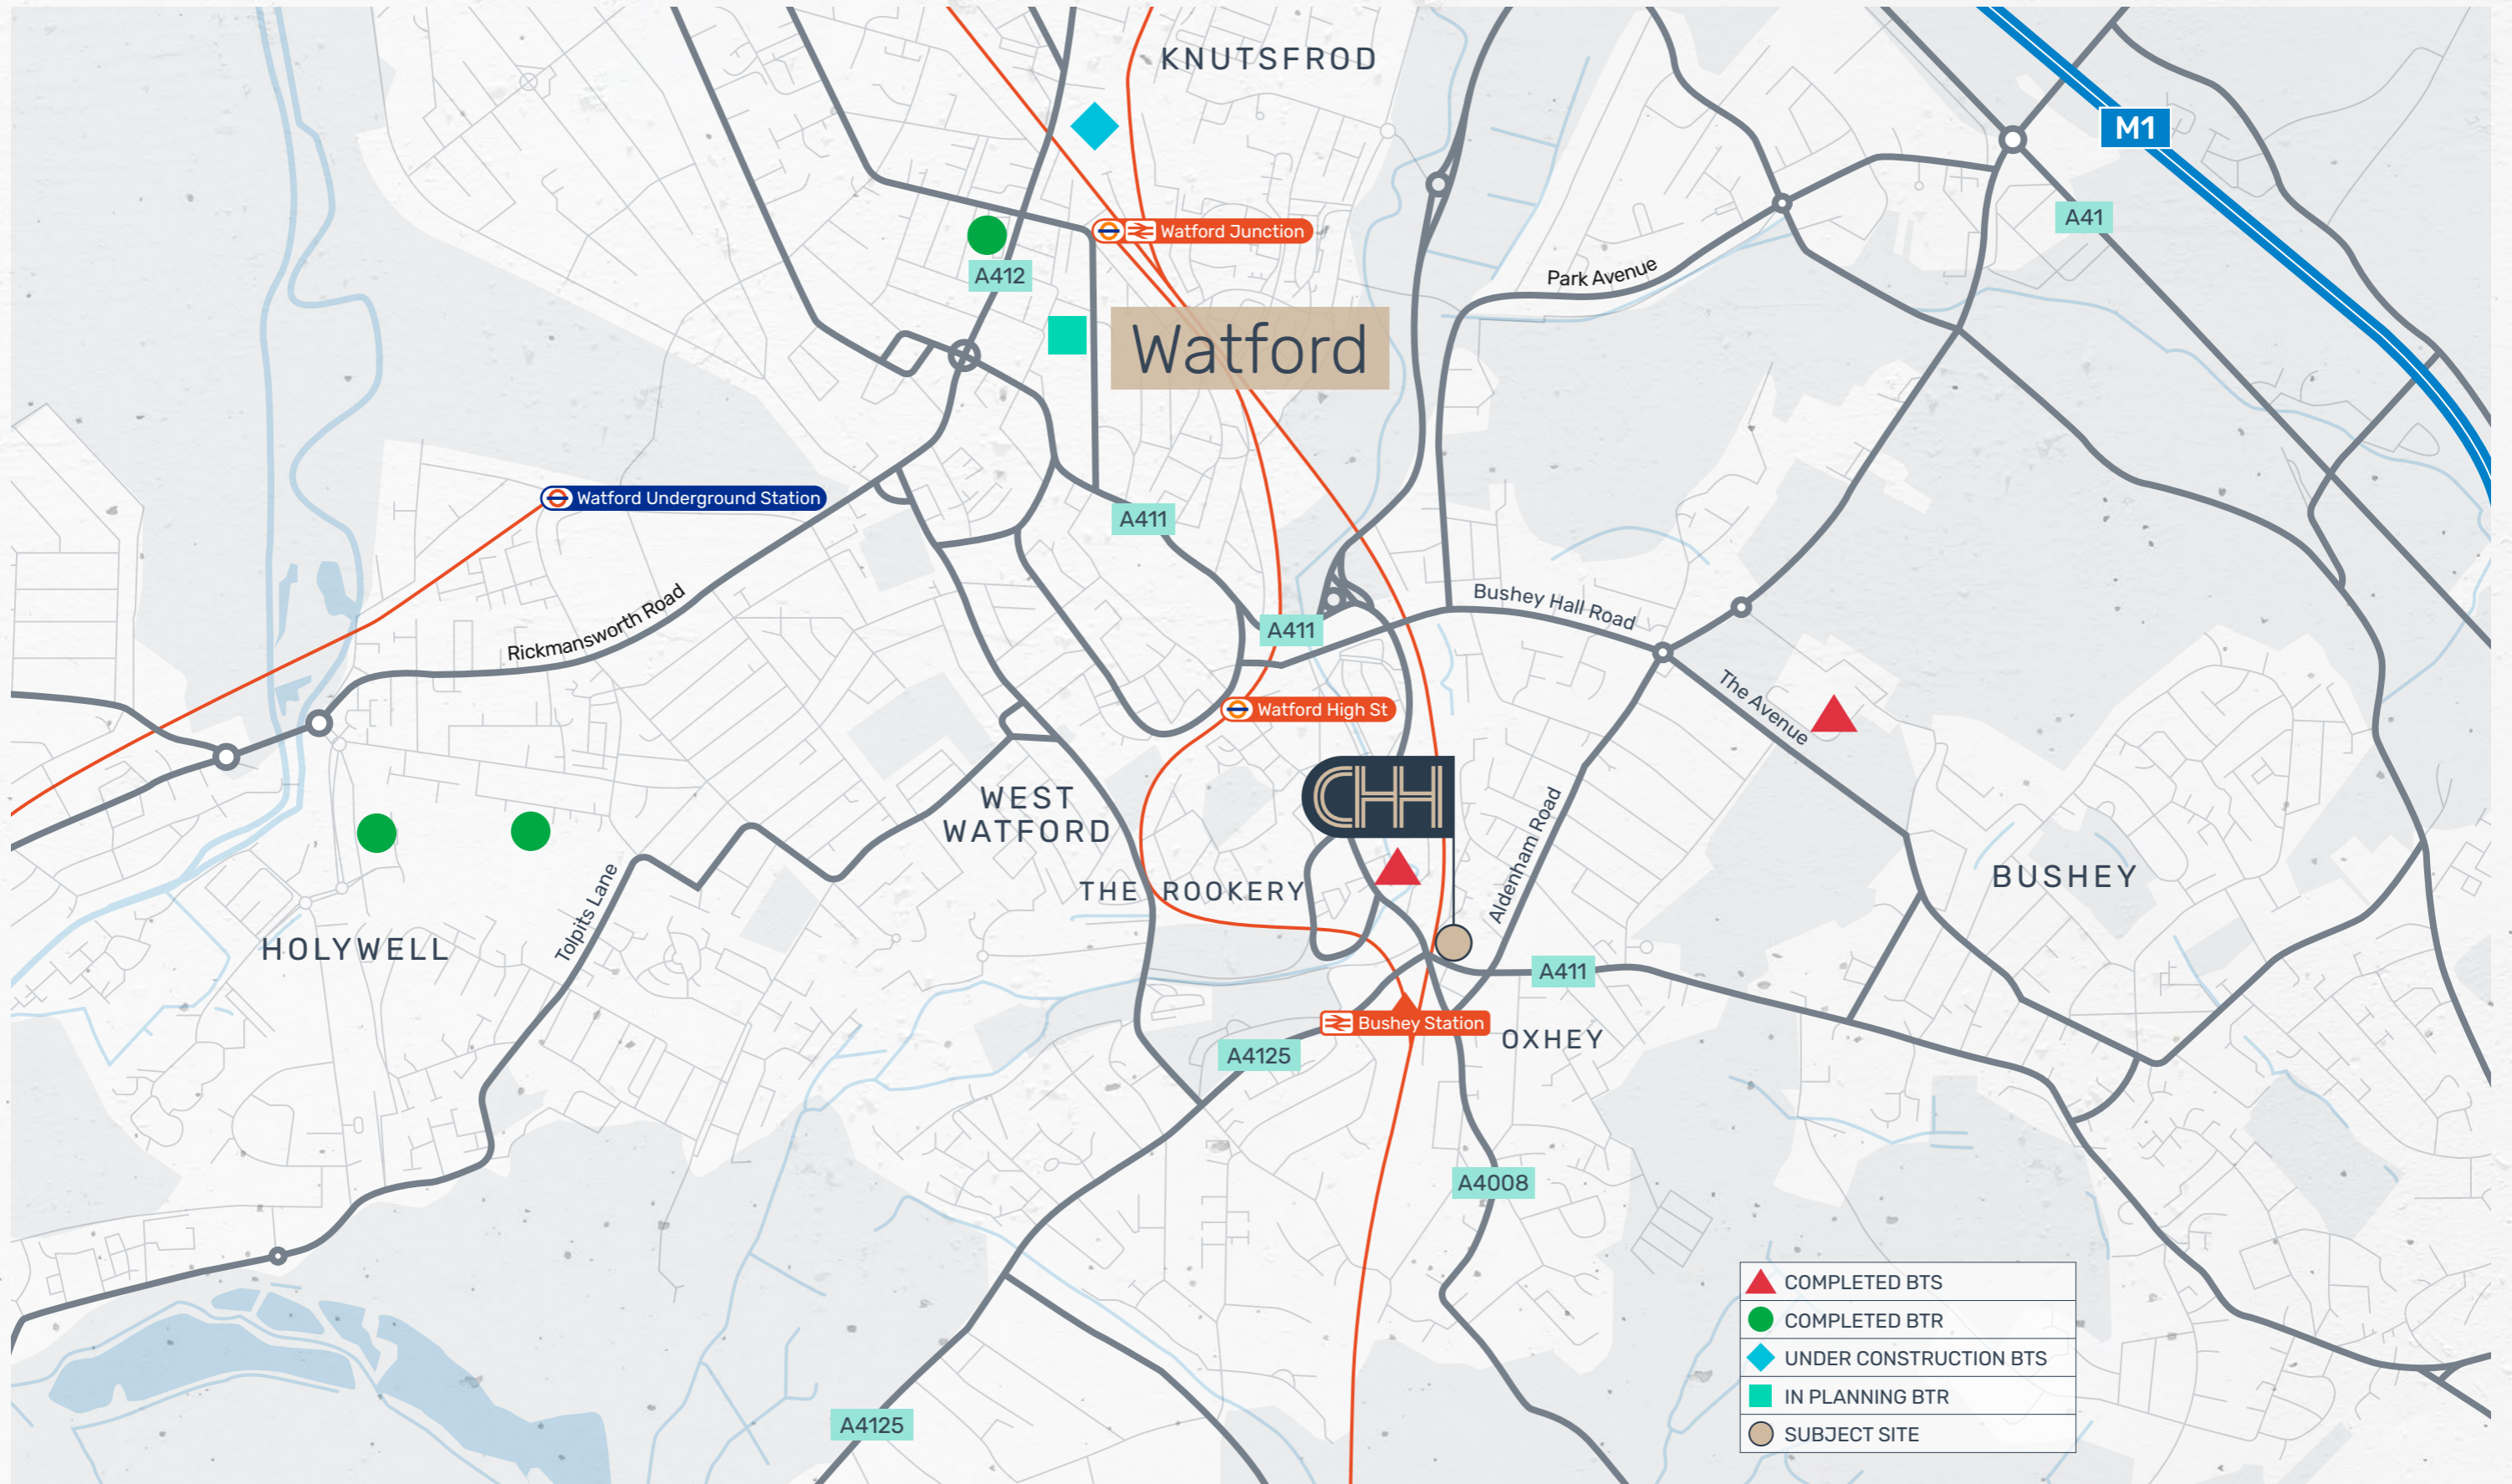 KNUTSFROD
M1
A41
Watford Junction
A412
Park Avenue
Watford
Watford Underground Station
A411
Rickmansworth Road
A411
Bushey Hall Road
Watford High St
The Avenue
WEST
WATFORD
CHH
Aldenham Road
THE ROOKERY
BUSHEY
Tolpits Lane
HOLYWELL
A411
Bushey Station
OXHEY
A4125
A4008
A4125
COMPLETED BTS
COMPLETED BTR
UNDER CONSTRUCTION BTS
IN PLANNING BTR
SUBJECT SITE